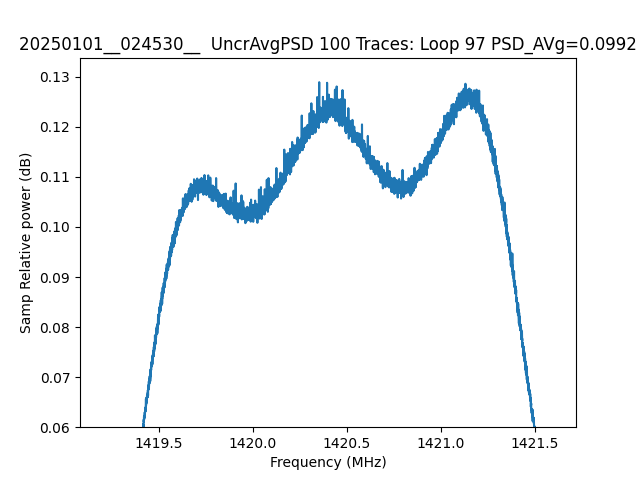 20250101__024530__  UncrAvgPSD 100 Traces: Loop 97 PSD_AVg=0.0992
0.13
0.12
0.11
0.10
0.09
0.08
0.07
0.06
Samp Relative power (dB)
1419.5 1420.0 1420.5 1421.0 1421.5
Frequency (MHz)